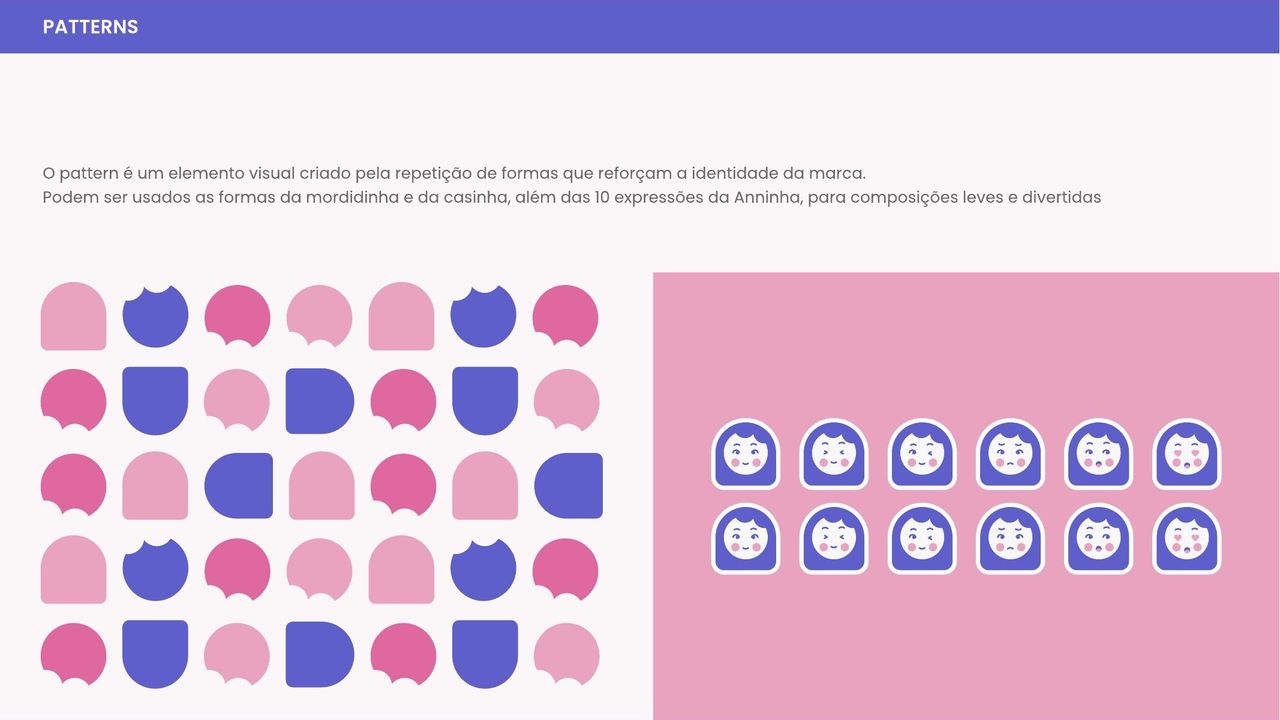 PATTERNS
O pattern é um elemento visual criado pela repetição de formas que reforçam a identidade da marca.
Podem ser usados as formas da mordidinha e da casinha, além das 10 expressões da Anninha, para composições leves e divertidas